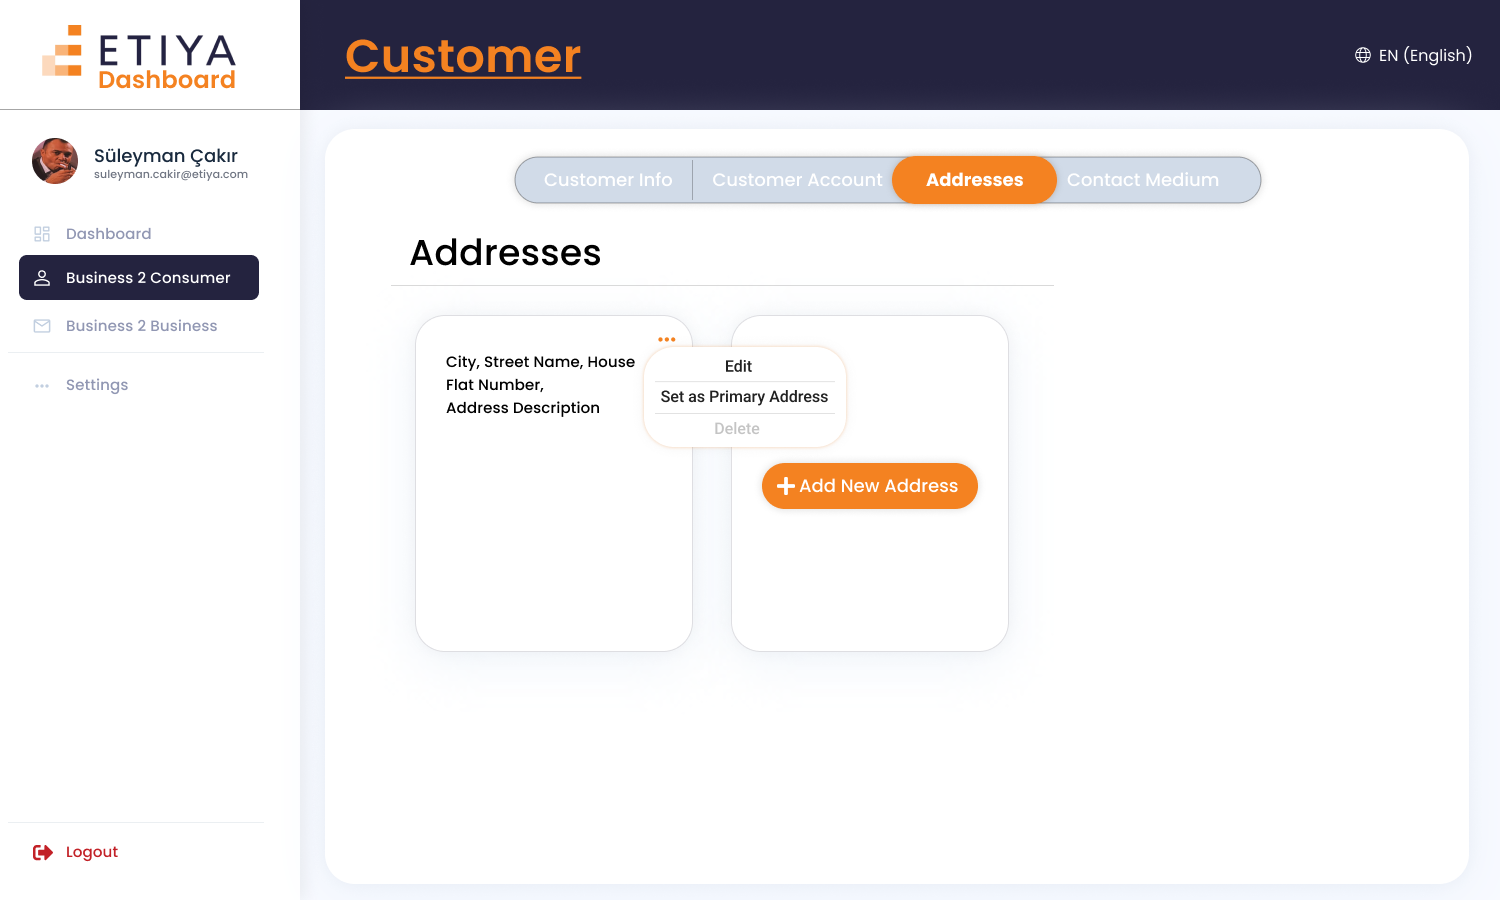 ETIYA
Dashboard
Customer
EN (English)
Süleyman Çakır
suleyman.cakir@etiya.com
Dashboard
Business 2 Consumer
Business 2 Business
Settings
Logout
Customer Info
Customer Account
Addresses
Contact Medium
Addresses
City, Street Name, House
Flat Number,
Address Description
Edit
Set as Primary Address
Delete
Add New Address